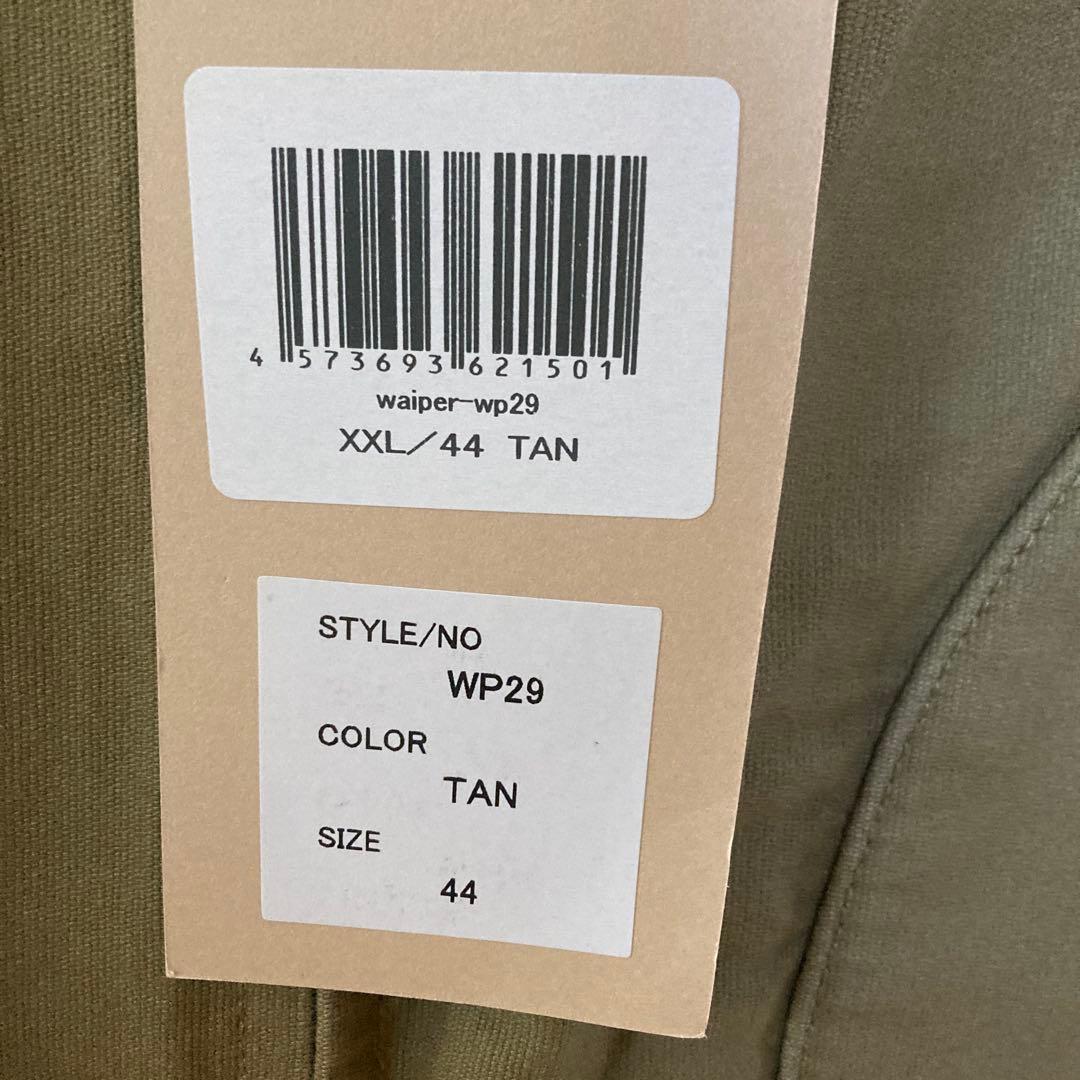 4 573693 621501
waiper-wp29
XXL/44 TAN
STYLE/NO
WP29
COLOR
TAN
SIZE
44